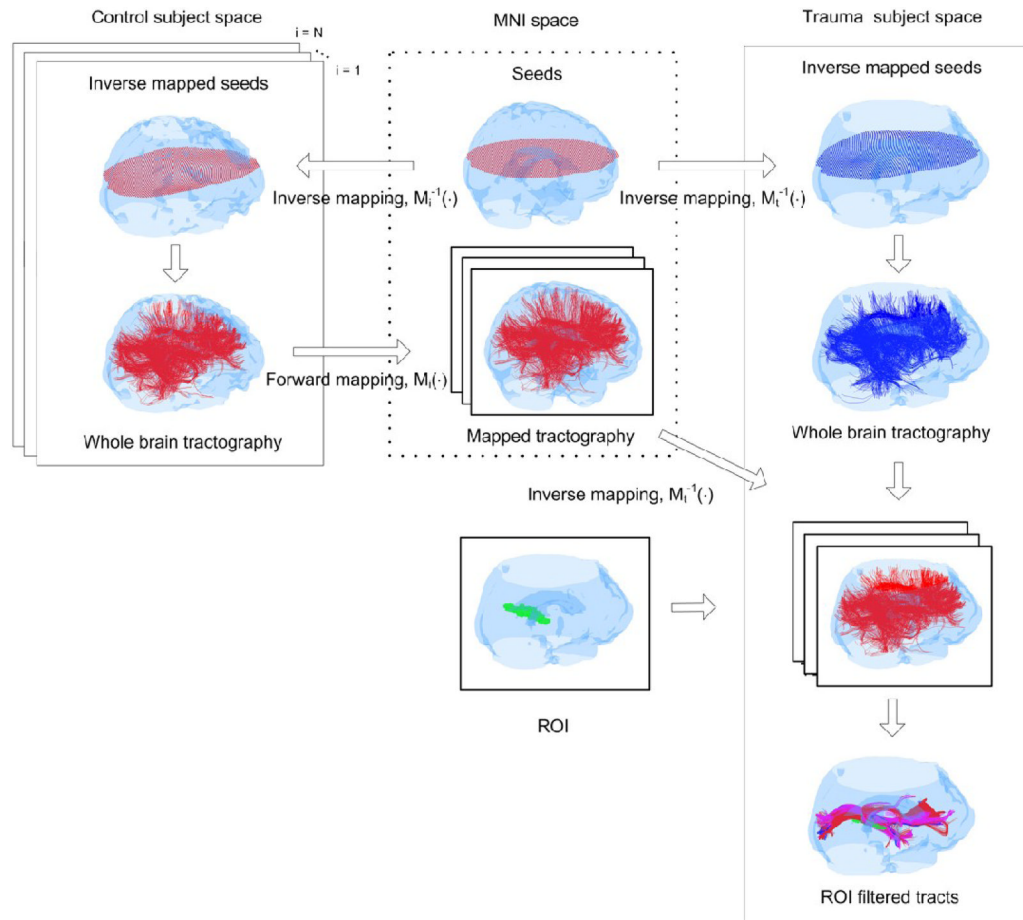 Control subject space
MNI space
Trauma subject space
i = N
i = 1
Inverse mapped seeds
Seeds
Inverse mapped seeds
Inverse mapping, Mᵢ⁻¹(·)
Inverse mapping, Mₜ⁻¹(·)
Forward mapping, Mᵢ(·)
Whole brain tractography
Mapped tractography
Whole brain tractography
Inverse mapping, Mₜ⁻¹(·)
ROI
ROI filtered tracts